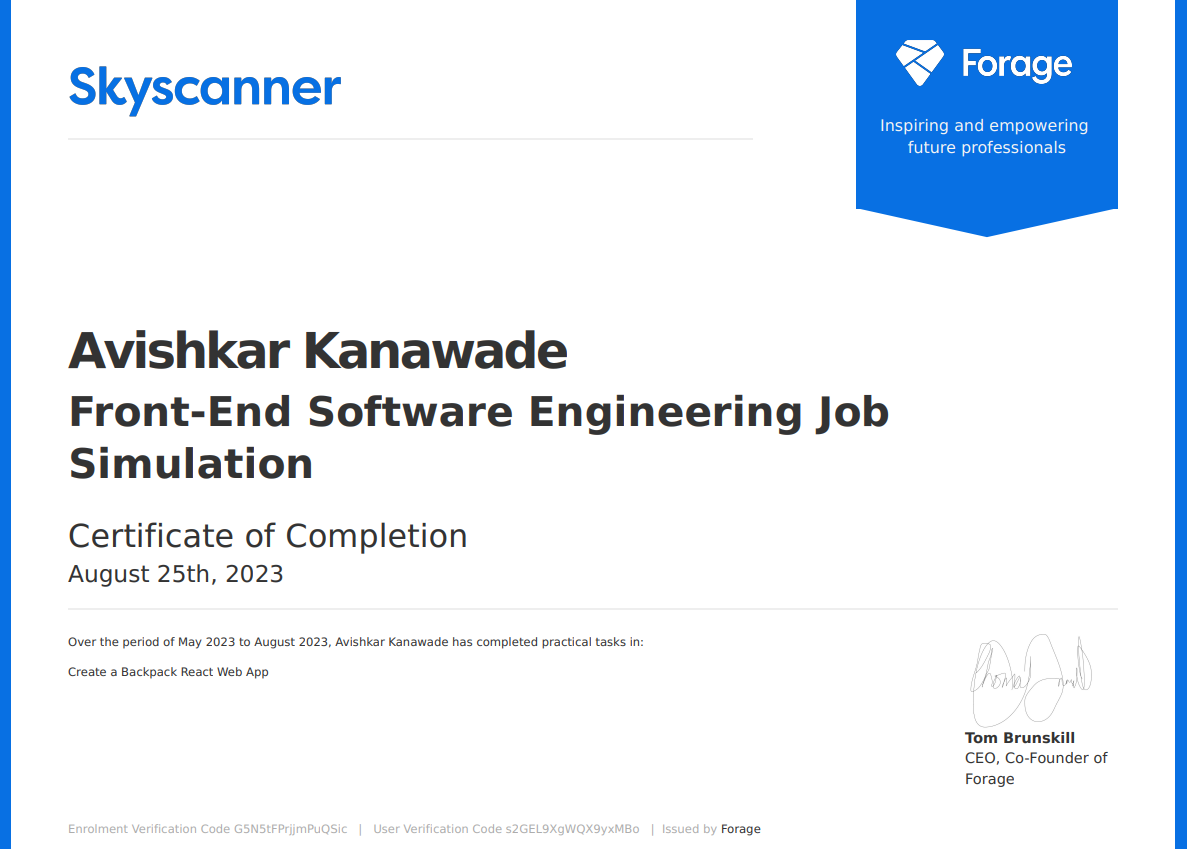 Skyscanner
Forage
Inspiring and empowering
future professionals
Avishkar Kanawade
Front-End Software Engineering Job
Simulation
Certificate of Completion
August 25th, 2023
Over the period of May 2023 to August 2023, Avishkar Kanawade has completed practical tasks in:
Create a Backpack React Web App
Tom Brunskill
CEO, Co-Founder of
Forage
Enrolment Verification Code G5N5tFPrjjmPuQSic | User Verification Code s2GEL9XgWQX9yxMBo | Issued by Forage